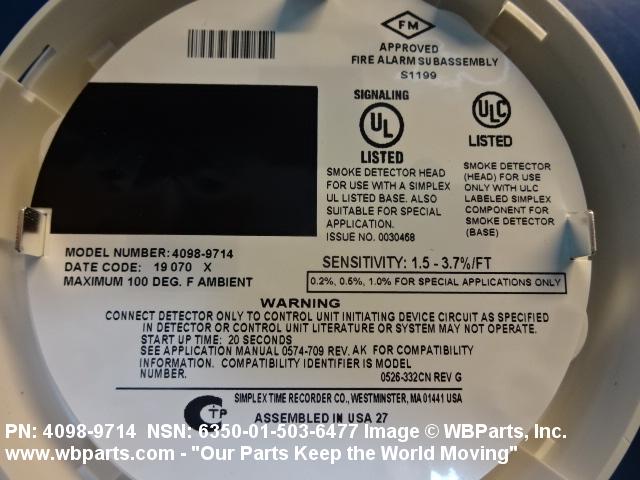 FM
APPROVED
FIRE ALARM SUBASSEMBLY
S1199
SIGNALING
UL
LISTED
SMOKE DETECTOR HEAD
FOR USE WITH A SIMPLEX
UL LISTED BASE. ALSO
SUITABLE FOR SPECIAL
APPLICATION.
ISSUE NO. 0030468
ULC
LISTED
SMOKE DETECTOR
(HEAD) FOR USE
ONLY WITH ULC
LABELED SIMPLEX
COMPONENT FOR
SMOKE DETECTOR
(BASE)
MODEL NUMBER: 4098-9714
DATE CODE: 19 070 X
MAXIMUM 100 DEG. F AMBIENT
SENSITIVITY: 1.5 - 3.7%/FT
0.2%, 0.5%, 1.0% FOR SPECIAL APPLICATIONS ONLY
WARNING
CONNECT DETECTOR ONLY TO CONTROL UNIT INITIATING DEVICE CIRCUIT AS SPECIFIED
IN DETECTOR OR CONTROL UNIT LITERATURE OR SYSTEM MAY NOT OPERATE.
START UP TIME: 20 SECONDS
SEE APPLICATION MANUAL 0574-709 REV. AK FOR COMPATIBILITY
INFORMATION. COMPATIBILITY IDENTIFIER IS MODEL
NUMBER.
0526-332CN REV G
SIMPLEX TIME RECORDER CO., WESTMINSTER, MA 01441 USA
CTP
ASSEMBLED IN USA 27
PN: 4098-9714 NSN: 6350-01-503-6477 Image © WBParts, Inc.
www.wbparts.com - "Our Parts Keep the World Moving"